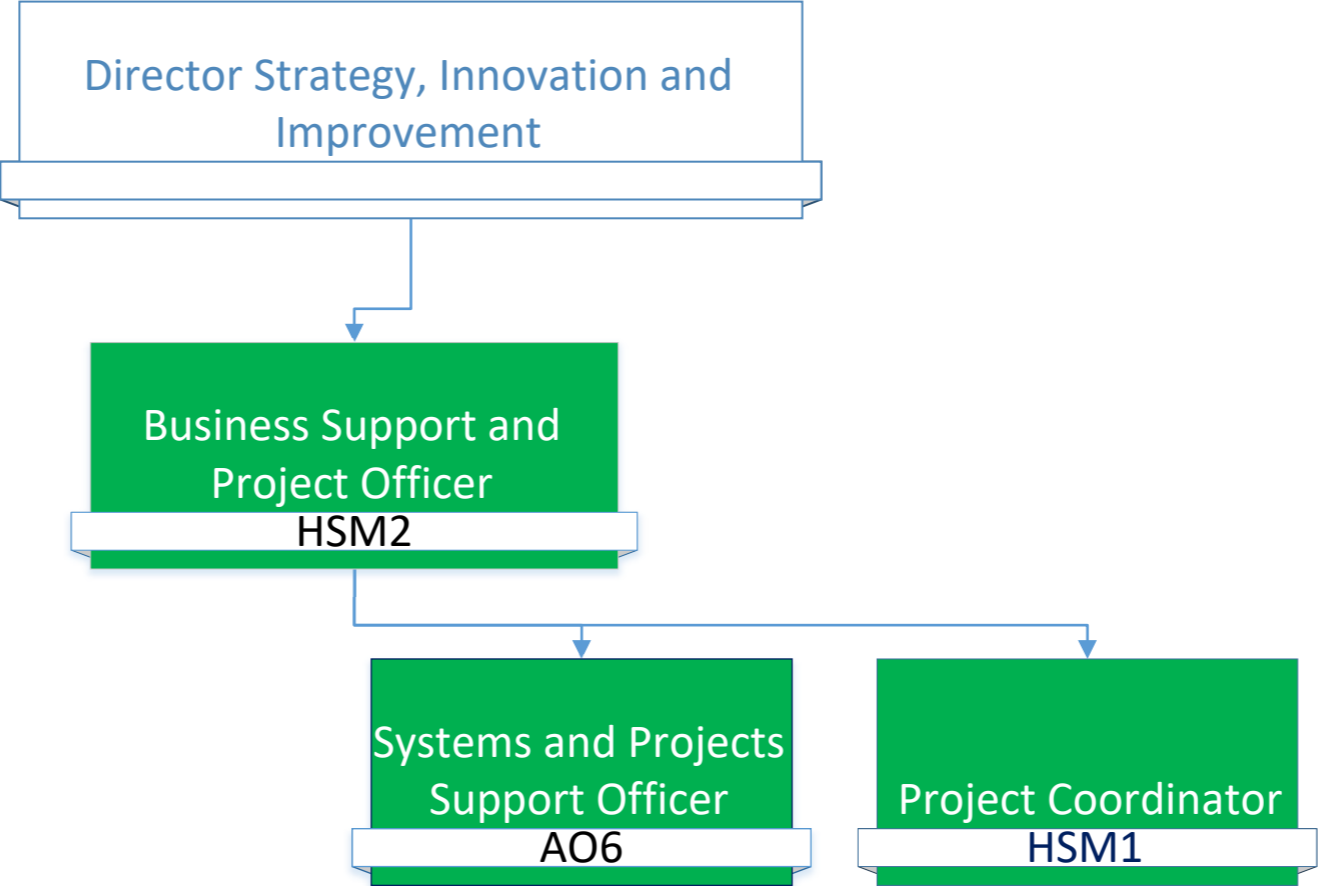 Director Strategy, Innovation and
Improvement
Business Support and
Project Officer
HSM2
Systems and Projects
Support Officer
AO6
Project Coordinator
HSM1